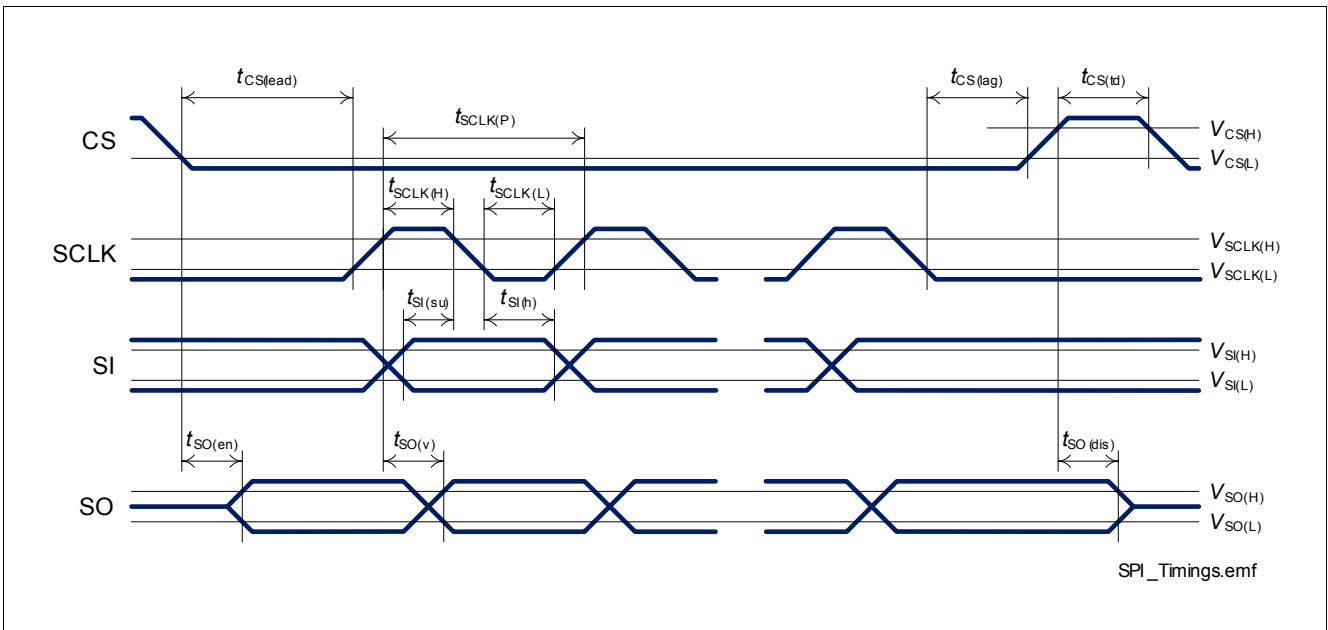 tCS(lead)
tCS(lag)
tCS(td)
tSCLK(P)
CS
VCS(H)
VCS(L)
tSCLK(H)
tSCLK(L)
SCLK
VSCLK(H)
VSCLK(L)
tSI(su)
tSI(h)
SI
VSI(H)
VSI(L)
tSO(en)
tSO(v)
tSO(dis)
SO
VSO(H)
VSO(L)
SPI_Timings.emf